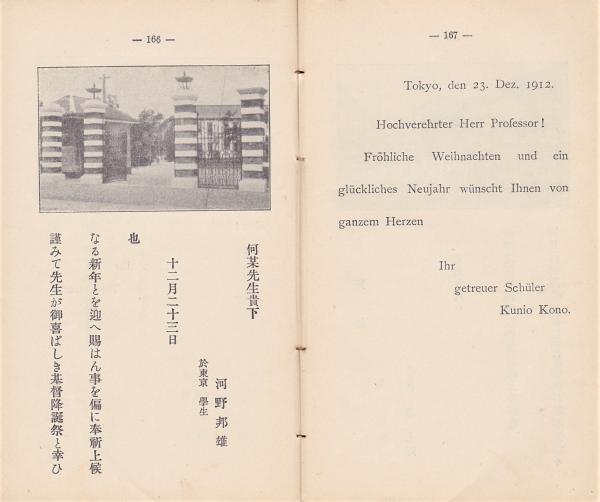 — 166 —
謹みて先生が御喜ばしき基督降誕祭と幸ひ
なる新年とを迎へ賜はん事を偏に奉祈上候
也
十二月二十三日
於東京 學生
河野邦雄
何某先生貴下
— 167 —
Tokyo, den 23. Dez. 1912.
Hochverehrter Herr Professor!
Fröhliche Weihnachten und ein
glückliches Neujahr wünscht Ihnen von
ganzem Herzen
Ihr
getreuer Schüler
Kunio Kono.